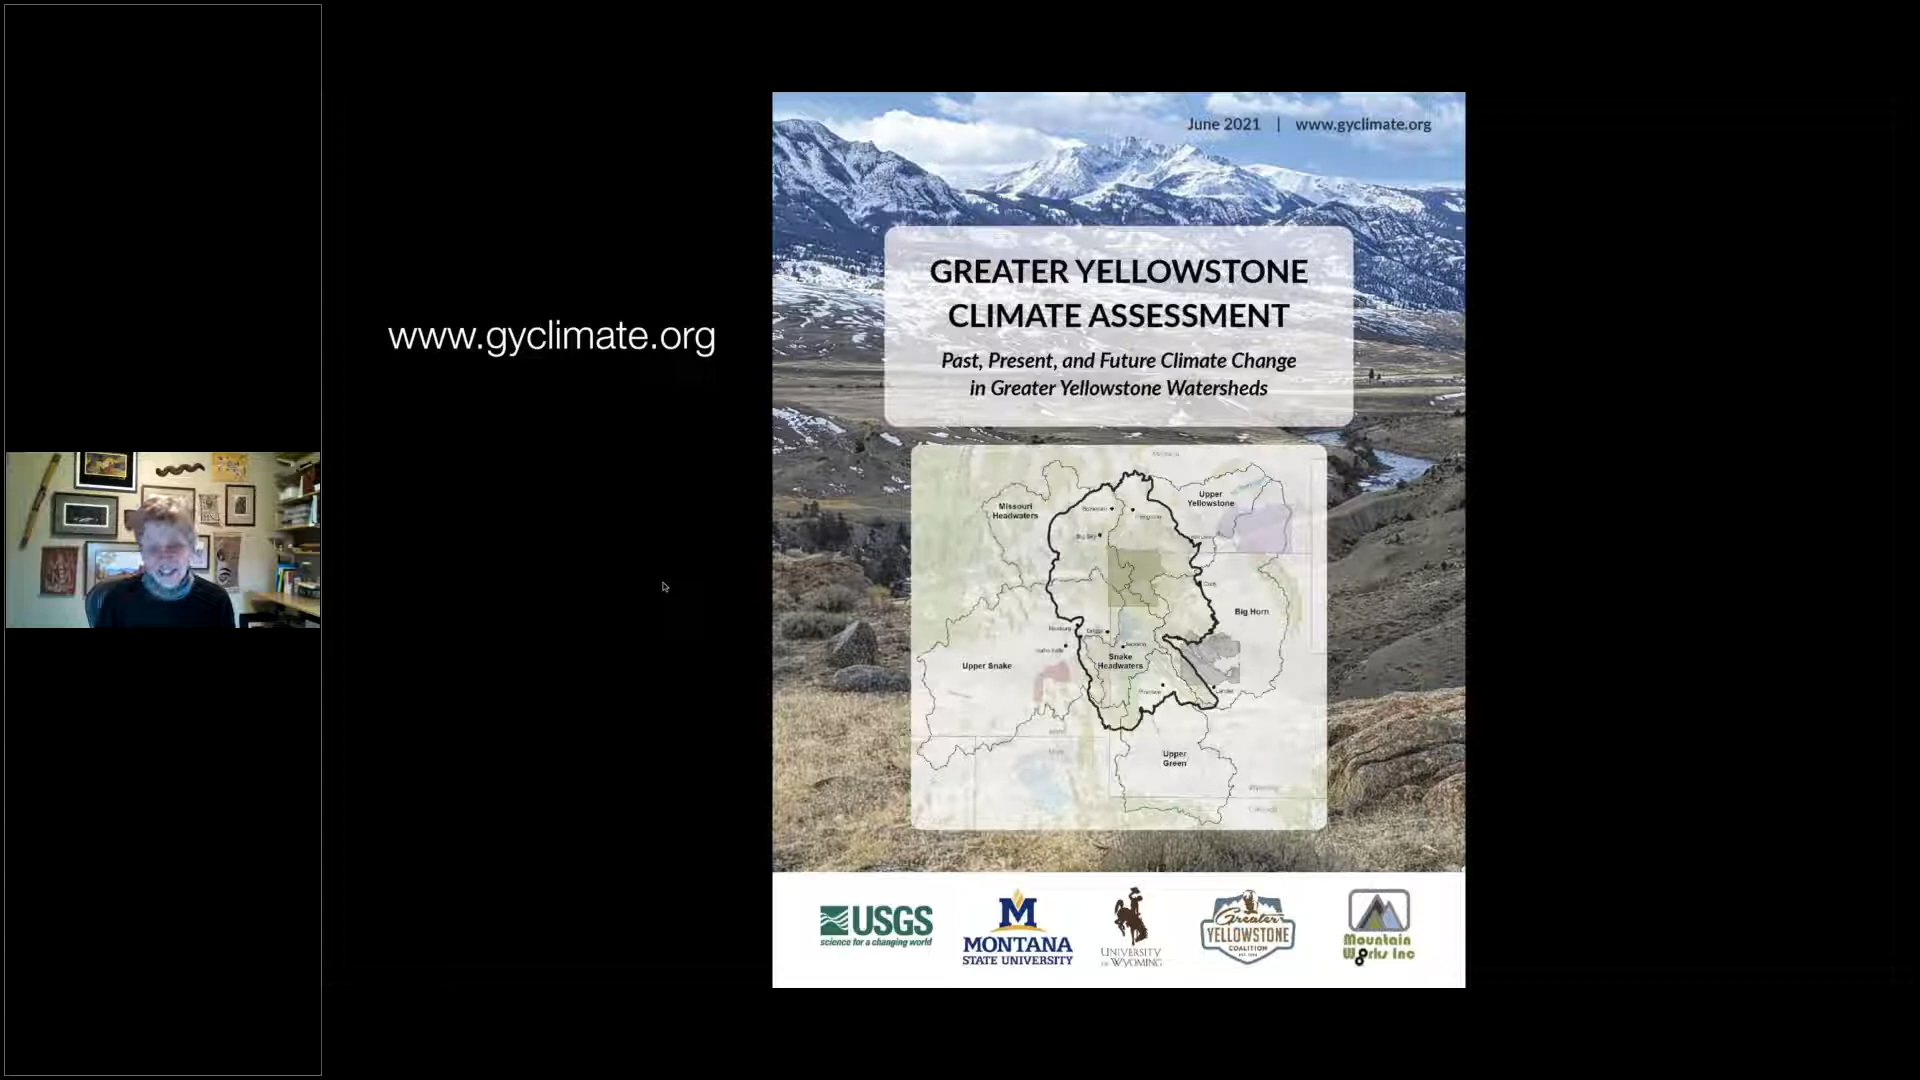 www.gyclimate.org
June 2021 | www.gyclimate.org
GREATER YELLOWSTONE
CLIMATE ASSESSMENT
Past, Present, and Future Climate Change
in Greater Yellowstone Watersheds
Missouri
Headwaters
Upper
Yellowstone
Big Horn
Upper Snake
Snake
Headwaters
Upper
Green
USGS
science for a changing world
M
MONTANA
STATE UNIVERSITY
UNIVERSITY
OF WYOMING
Greater
YELLOWSTONE
COALITION
Mountain
Works Inc